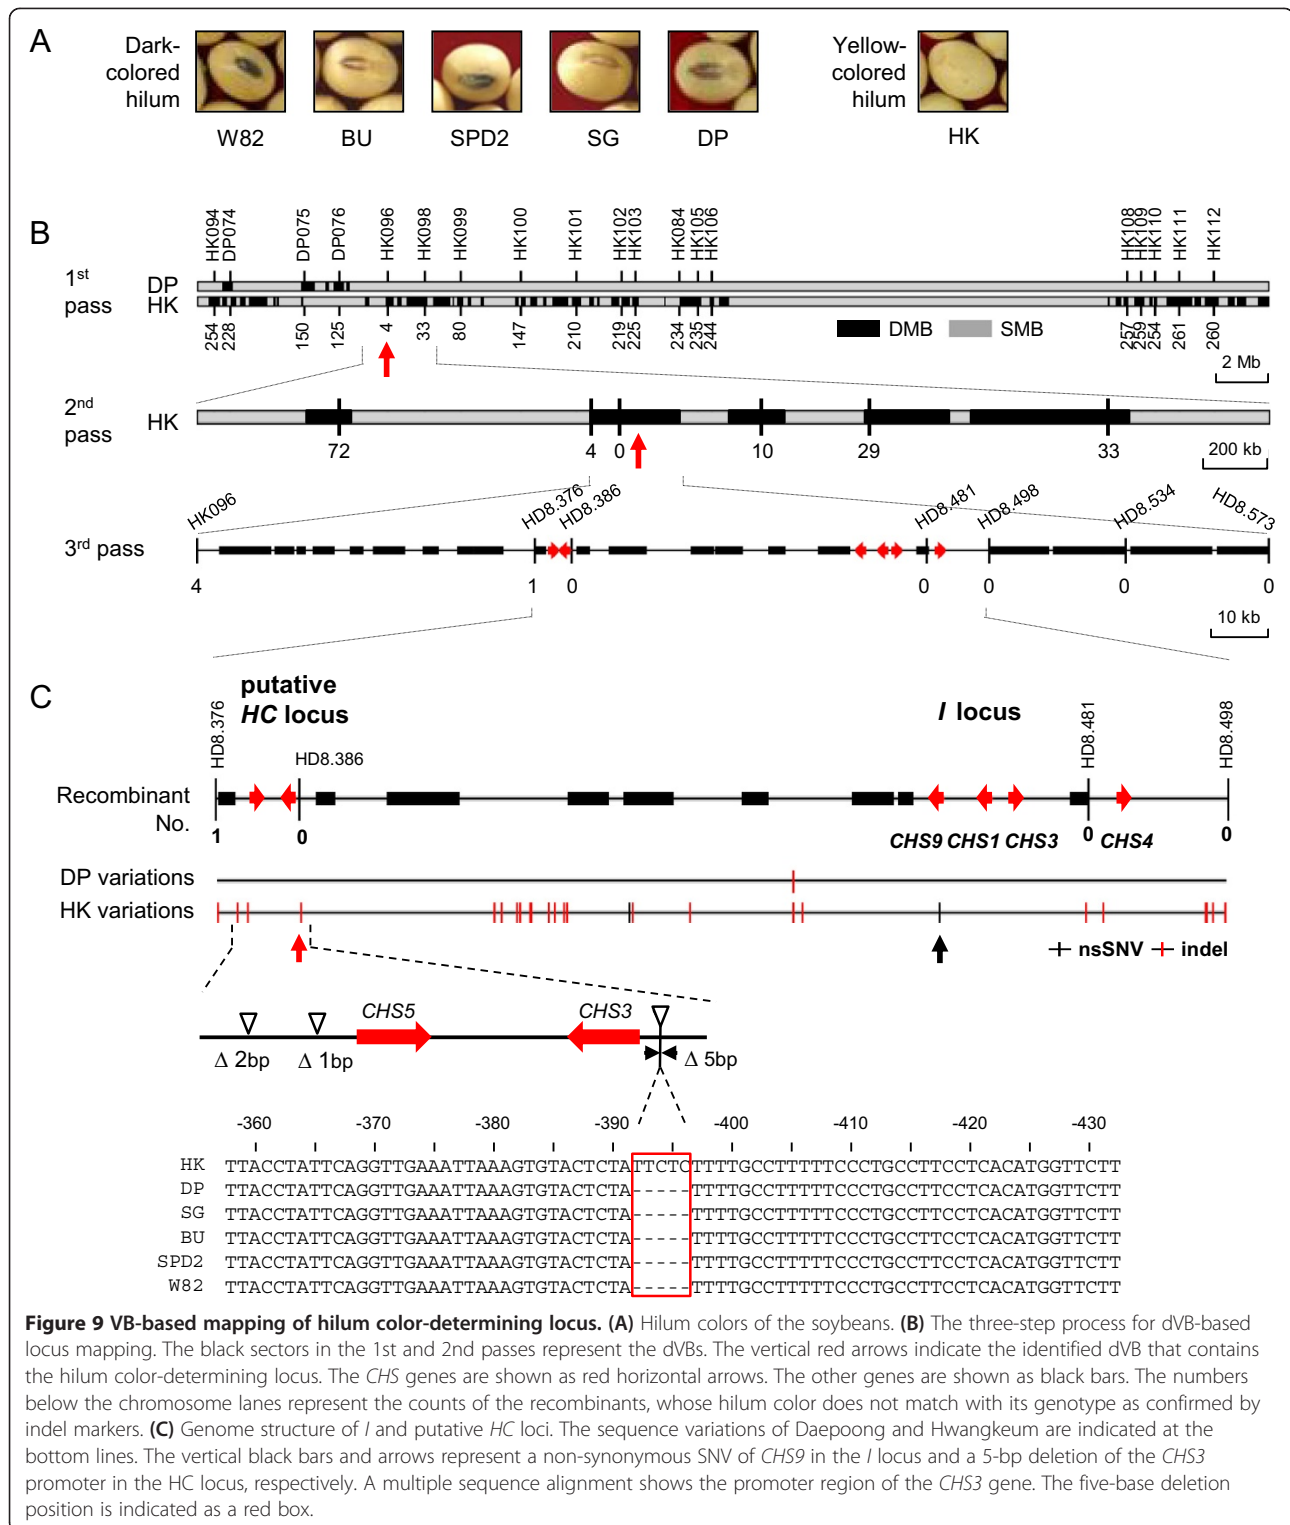 A
Dark-
colored
hilum
Yellow-
colored
hilum
W82 BU SPD2 SG DP HK
B
HK094 DP074 DP075 DP076 HK096 HK098 HK099 HK100 HK101 HK102 HK103 HK084 HK105 HK106 HK108 HK109 HK110 HK111 HK112
1st
pass
DP
HK
254 228 150 125 4 33 80 147 210 219 225 234 235 244 257 259 254 261 260
DMB SMB
2 Mb
2nd
pass
HK
72 4 0 10 29 33
200 kb
HK096 HD8.376 HD8.386 HD8.481 HD8.498 HD8.534 HD8.573
3rd pass
4 1 0 0 0 0 0
10 kb
C
putative
HC locus
I locus
HD8.376 HD8.386 HD8.481 HD8.498
Recombinant
No.
1 0 0 0
CHS9 CHS1 CHS3 CHS4
DP variations
HK variations
nsSNV indel
CHS5 CHS3
Δ 2bp Δ 1bp Δ 5bp
-360 -370 -380 -390 -400 -410 -420 -430
HK TTACCTATTCAGGTTGAAATTAAAGTGTACTCTATTCTCTTTTGCCTTTTTCCCTGCCTTCCTCACATGGTTCTT
DP TTACCTATTCAGGTTGAAATTAAAGTGTACTCTA-----TTTTGCCTTTTTCCCTGCCTTCCTCACATGGTTCTT
SG TTACCTATTCAGGTTGAAATTAAAGTGTACTCTA-----TTTTGCCTTTTTCCCTGCCTTCCTCACATGGTTCTT
BU TTACCTATTCAGGTTGAAATTAAAGTGTACTCTA-----TTTTGCCTTTTTCCCTGCCTTCCTCACATGGTTCTT
SPD2 TTACCTATTCAGGTTGAAATTAAAGTGTACTCTA-----TTTTGCCTTTTTCCCTGCCTTCCTCACATGGTTCTT
W82 TTACCTATTCAGGTTGAAATTAAAGTGTACTCTA-----TTTTGCCTTTTTCCCTGCCTTCCTCACATGGTTCTT
Figure 9 VB-based mapping of hilum color-determining locus. (A) Hilum colors of the soybeans. (B) The three-step process for dVB-based
locus mapping. The black sectors in the 1st and 2nd passes represent the dVBs. The vertical red arrows indicate the identified dVB that contains
the hilum color-determining locus. The CHS genes are shown as red horizontal arrows. The other genes are shown as black bars. The numbers
below the chromosome lanes represent the counts of the recombinants, whose hilum color does not match with its genotype as confirmed by
indel markers. (C) Genome structure of I and putative HC loci. The sequence variations of Daepoong and Hwangkeum are indicated at the
bottom lines. The vertical black bars and arrows represent a non-synonymous SNV of CHS9 in the I locus and a 5-bp deletion of the CHS3
promoter in the HC locus, respectively. A multiple sequence alignment shows the promoter region of the CHS3 gene. The five-base deletion
position is indicated as a red box.